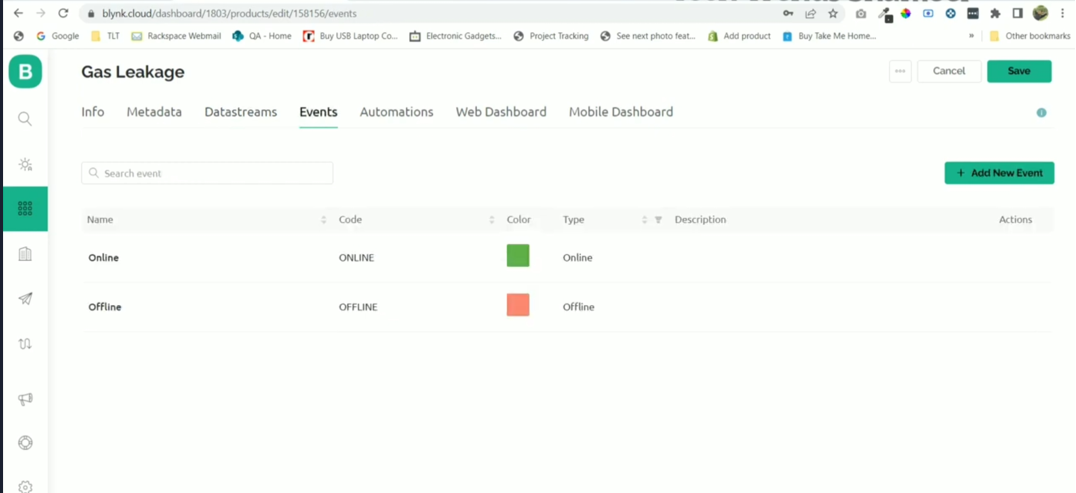 blynk.cloud/dashboard/1803/products/edit/158156/events
Google TLT Rackspace Webmail QA - Home Buy USB Laptop Co... Electronic Gadgets... Project Tracking See next photo feat... Add product Buy Take Me Home... » Other bookmarks
B
Gas Leakage
Cancel
Save
Info Metadata Datastreams Events Automations Web Dashboard Mobile Dashboard
Search event
+ Add New Event
Name Code Color Type Description Actions
Online ONLINE Online
Offline OFFLINE Offline